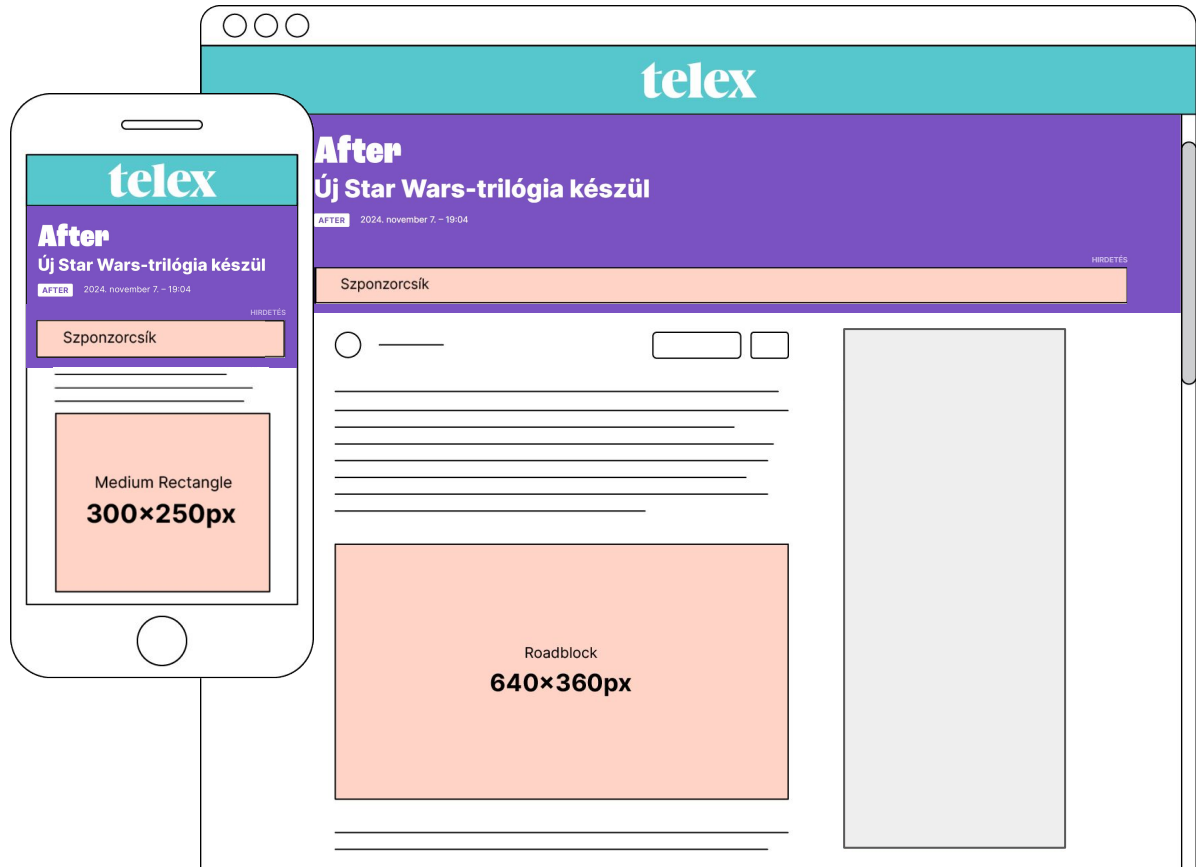 telex
After
Új Star Wars-trilógia készül
AFTER 2024. november 7. – 19:04
HIRDETÉS
Szponzorcsík
Medium Rectangle
300×250px
telex
After
Új Star Wars-trilógia készül
AFTER 2024. november 7. – 19:04
HIRDETÉS
Szponzorcsík
Roadblock
640×360px